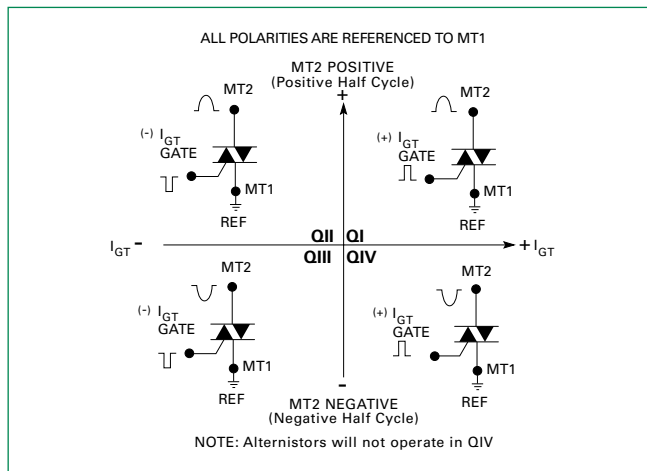 ALL POLARITIES ARE REFERENCED TO MT1
MT2 POSITIVE
(Positive Half Cycle)
+
MT2
(-) IGT
GATE
MT1
REF
MT2
(+) IGT
GATE
MT1
REF
IGT -
QII QI
QIII QIV
+ IGT
MT2
(-) IGT
GATE
MT1
REF
MT2
(+) IGT
GATE
MT1
REF
-
MT2 NEGATIVE
(Negative Half Cycle)
NOTE: Alternistors will not operate in QIV